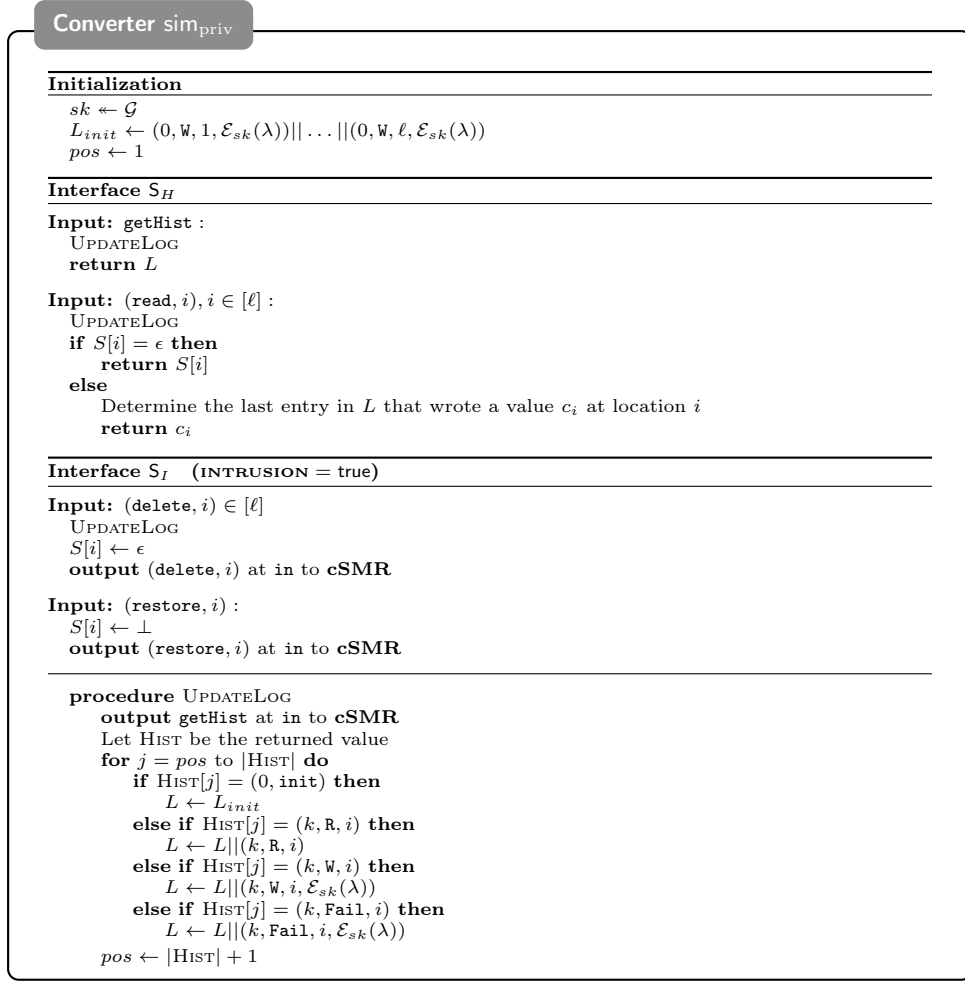 Converter sim_priv
Initialization
sk ↞ 𝒢
L_init ← (0, W, 1, ℰ_sk(λ))|| . . . ||(0, W, ℓ, ℰ_sk(λ))
pos ← 1
Interface S_H
Input: getHist :
UpdateLog
return L
Input: (read, i), i ∈ [ℓ] :
UpdateLog
if S[i] = ϵ then
return S[i]
else
Determine the last entry in L that wrote a value c_i at location i
return c_i
Interface S_I (INTRUSION = true)
Input: (delete, i) ∈ [ℓ]
UpdateLog
S[i] ← ϵ
output (delete, i) at in to cSMR
Input: (restore, i) :
S[i] ← ⊥
output (restore, i) at in to cSMR
procedure UpdateLog
output getHist at in to cSMR
Let Hist be the returned value
for j = pos to |Hist| do
if Hist[j] = (0, init) then
L ← L_init
else if Hist[j] = (k, R, i) then
L ← L||(k, R, i)
else if Hist[j] = (k, W, i) then
L ← L||(k, W, i, ℰ_sk(λ))
else if Hist[j] = (k, Fail, i) then
L ← L||(k, Fail, i, ℰ_sk(λ))
pos ← |Hist| + 1